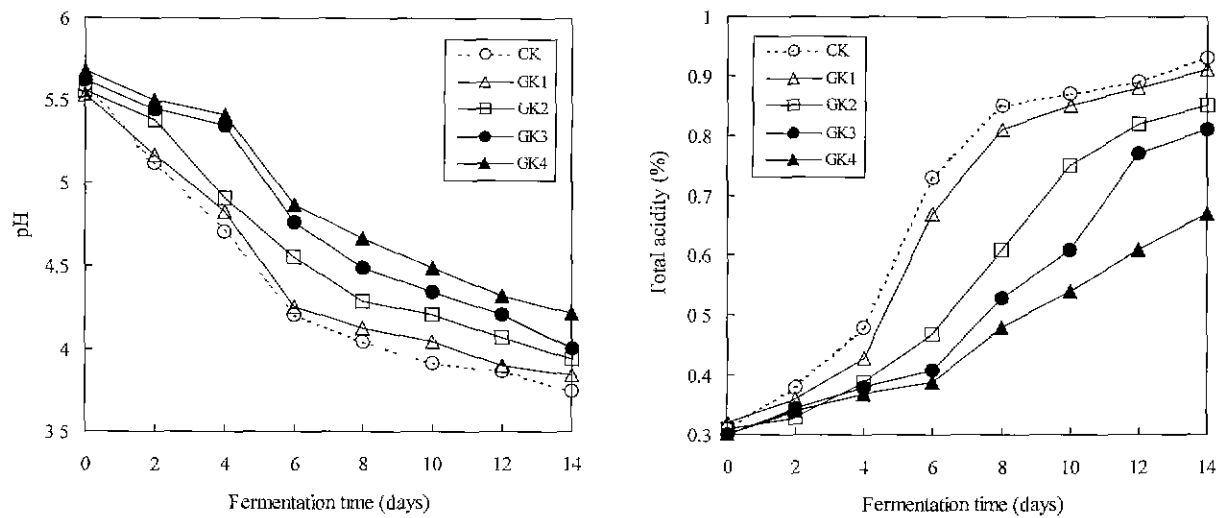 6
5.5
5
4.5
4
3 5
pH
0 2 4 6 8 10 12 14
Fermentation time (days)
CK
GK1
GK2
GK3
GK4
1
0.9
0.8
0.7
0.6
0.5
0.4
0.3
Total acidity (%)
0 2 4 6 8 10 12 14
Fermentation time (days)
CK
GK1
GK2
GK3
GK4